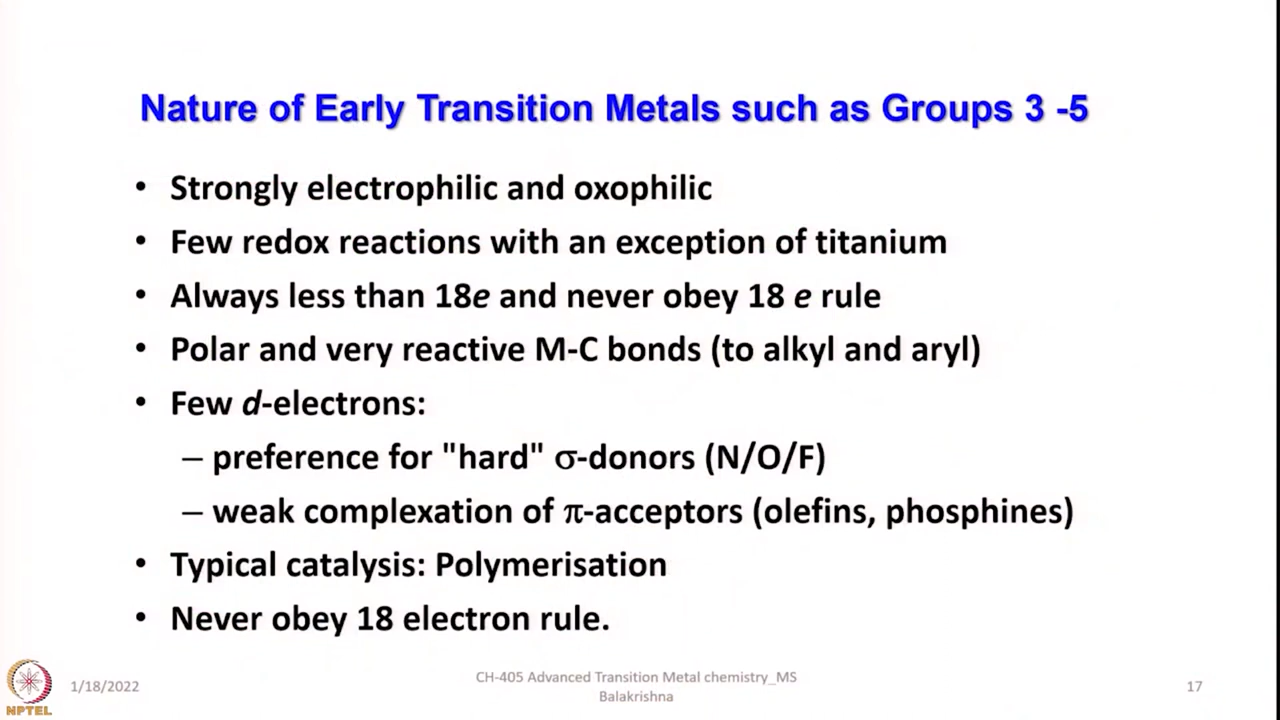 Nature of Early Transition Metals such as Groups 3 -5
• Strongly electrophilic and oxophilic
• Few redox reactions with an exception of titanium
• Always less than 18e and never obey 18 e rule
• Polar and very reactive M-C bonds (to alkyl and aryl)
• Few d-electrons:
– preference for "hard" σ-donors (N/O/F)
– weak complexation of π-acceptors (olefins, phosphines)
• Typical catalysis: Polymerisation
• Never obey 18 electron rule.
NPTEL
1/18/2022
CH-405 Advanced Transition Metal chemistry_MS
Balakrishna
17